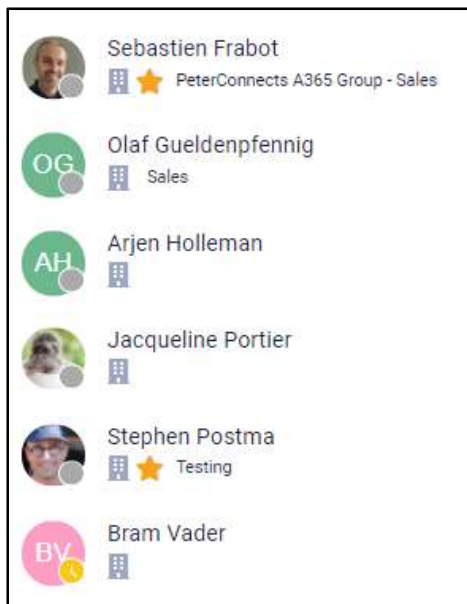 Sebastien Frabot
PeterConnects A365 Group - Sales
OG
Olaf Gueldenpfennig
Sales
AH
Arjen Holleman
Jacqueline Portier
Stephen Postma
Testing
BV
Bram Vader